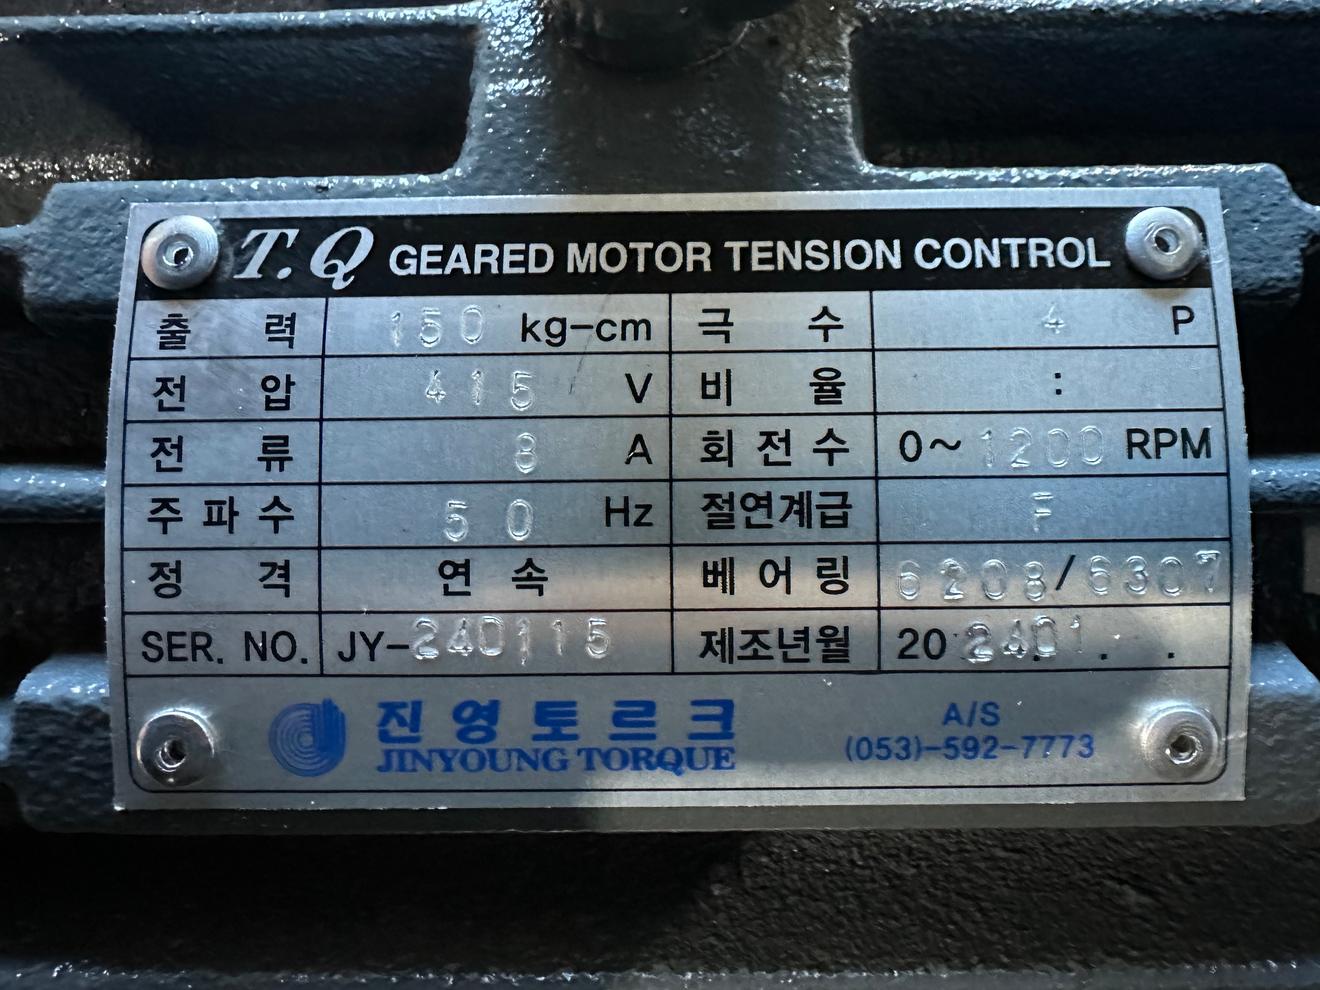 T.Q GEARED MOTOR TENSION CONTROL
출 력 150 kg-cm 극 수 4 P
전 압 415 V 비 율 :
전 류 8 A 회 전 수 0~1200 RPM
주 파 수 50 Hz 절연계급 F
정 격 연 속 베 어 링 6208/6307
SER. NO. JY-240115 제조년월 20 2401 . . .
진영토르크 A/S
JINYOUNG TORQUE (053)-592-7773